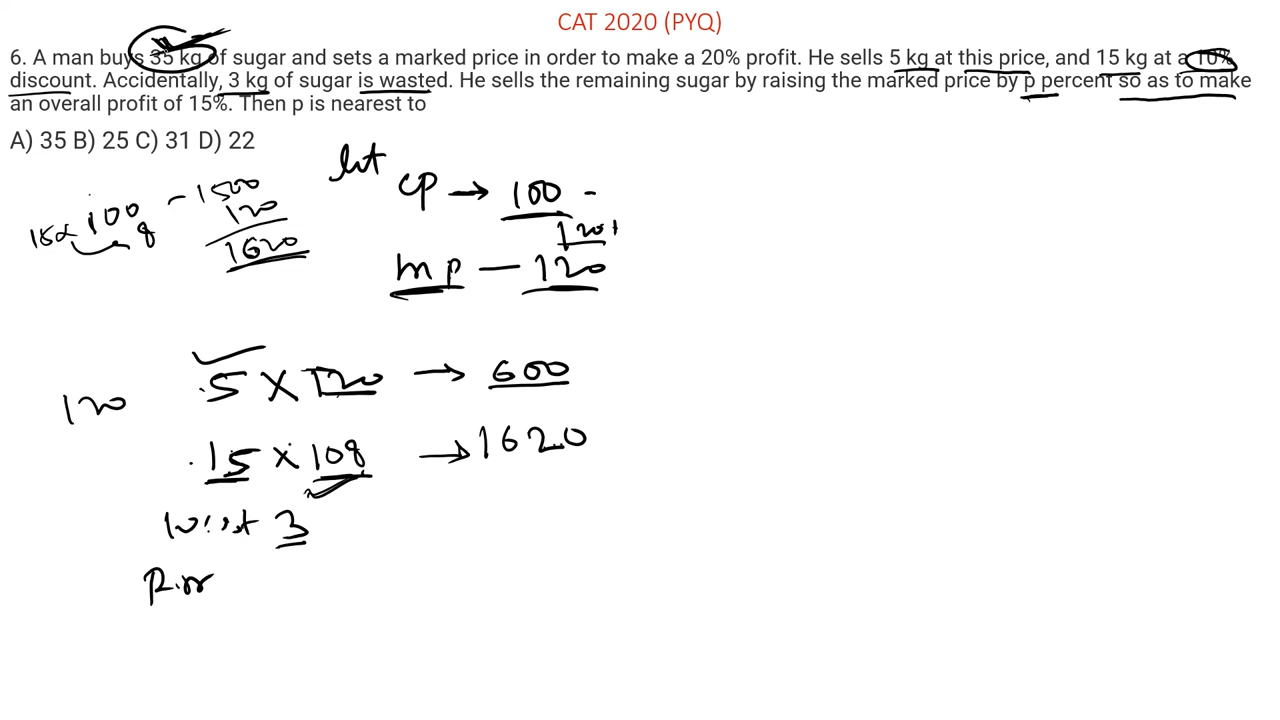 CAT 2020 (PYQ)
6. A man buys 35 kg of sugar and sets a marked price in order to make a 20% profit. He sells 5 kg at this price, and 15 kg at a 10%
discount. Accidentally, 3 kg of sugar is wasted. He sells the remaining sugar by raising the marked price by p percent so as to make
an overall profit of 15%. Then p is nearest to
A) 35 B) 25 C) 31 D) 22
let
CP → 100 -
120
MP — 120
100 - 1500
8 120
1620
5 X 120 → 600
120
15 X 108 → 1620
3